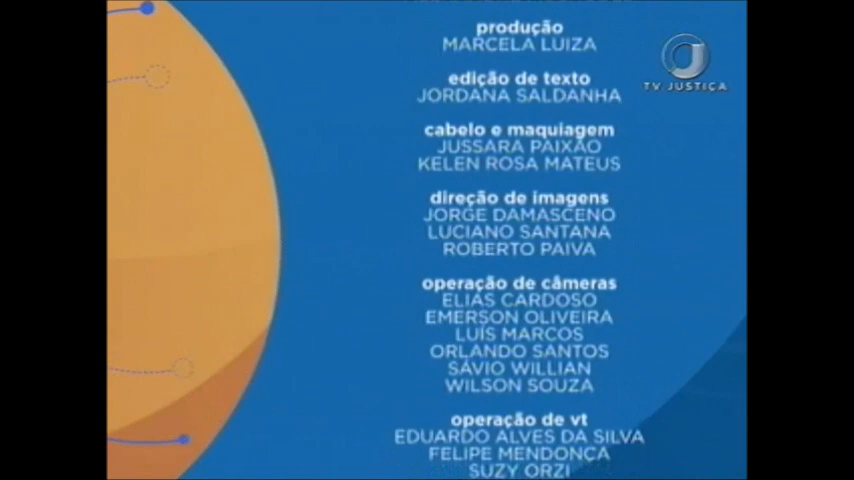 produção
MARCELA LUIZA
TV JUSTIÇA
edição de texto
JORDANA SALDANHA
cabelo e maquiagem
JUSSARA PAIXÃO
KELEN ROSA MATEUS
direção de imagens
JORGE DAMASCENO
LUCIANO SANTANA
ROBERTO PAIVA
operação de câmeras
ELIAS CARDOSO
EMERSON OLIVEIRA
LUÍS MARCOS
ORLANDO SANTOS
SÁVIO WILLIAN
WILSON SOUZA
operação de vt
EDUARDO ALVES DA SILVA
FELIPE MENDONÇA
SUZY ORZI